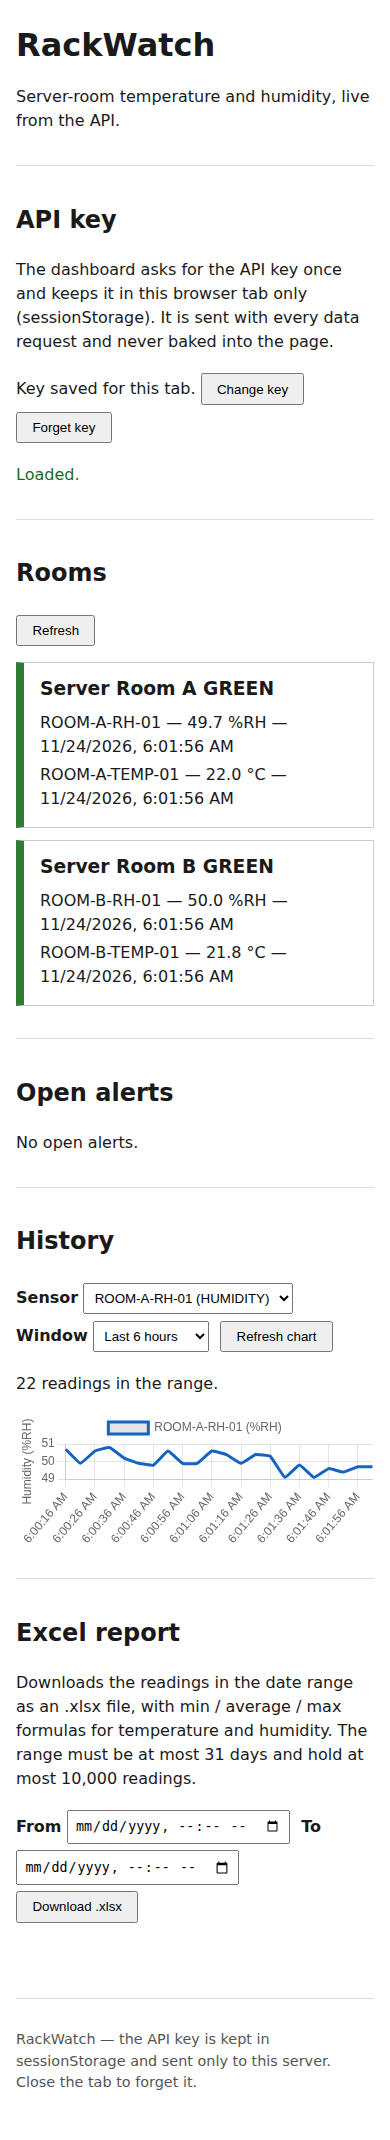 RackWatch
Server-room temperature and humidity, live
from the API.
API key
The dashboard asks for the API key once
and keeps it in this browser tab only
(sessionStorage). It is sent with every data
request and never baked into the page.
Key saved for this tab. Change key
Forget key
Loaded.
Rooms
Refresh
Server Room A GREEN
ROOM-A-RH-01 — 49.7 %RH —
11/24/2026, 6:01:56 AM
ROOM-A-TEMP-01 — 22.0 °C —
11/24/2026, 6:01:56 AM
Server Room B GREEN
ROOM-B-RH-01 — 50.0 %RH —
11/24/2026, 6:01:56 AM
ROOM-B-TEMP-01 — 21.8 °C —
11/24/2026, 6:01:56 AM
Open alerts
No open alerts.
History
Sensor ROOM-A-RH-01 (HUMIDITY)
Window Last 6 hours Refresh chart
22 readings in the range.
ROOM-A-RH-01 (%RH)
Humidity (%RH)
51
50
49
6:00:16 AM
6:00:26 AM
6:00:36 AM
6:00:46 AM
6:00:56 AM
6:01:06 AM
6:01:16 AM
6:01:26 AM
6:01:36 AM
6:01:46 AM
6:01:56 AM
Excel report
Downloads the readings in the date range
as an .xlsx file, with min / average / max
formulas for temperature and humidity. The
range must be at most 31 days and hold at
most 10,000 readings.
From mm/dd/yyyy, --:-- -- To
mm/dd/yyyy, --:-- --
Download .xlsx
RackWatch — the API key is kept in
sessionStorage and sent only to this server.
Close the tab to forget it.